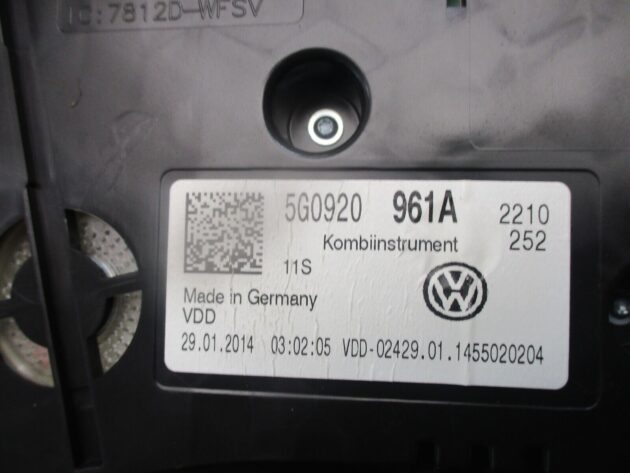 IC:7812D-WFSV
5G0920 961A 2210
Kombiinstrument 252
11S
Made in Germany
VDD
29.01.2014 03:02:05 VDD-02429.01.1455020204